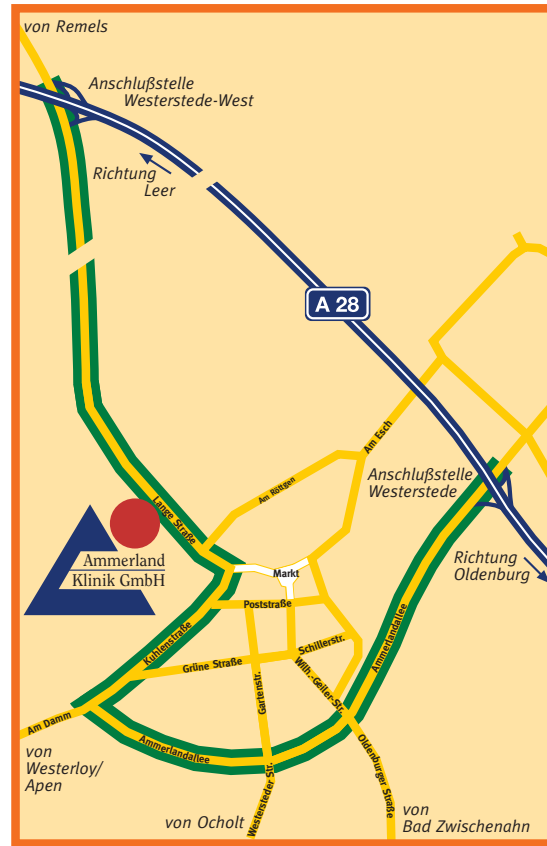 von Remels
Anschlußstelle
Westerstede-West
Richtung
Leer
A 28
Am Esch
Am Röttgen
Anschlußstelle
Westerstede
Lange Straße
Ammerland
Klinik GmbH
Richtung
Oldenburg
Markt
Poststraße
Kuhlenstraße
Schillerstr.
Grüne Straße
Wilh.-Geiler-Str.
Gartenstr.
Ammerlandallee
Am Damm
Ammerlandallee
Oldenburger Straße
von
Westerloy/
Apen
Westersteder Str.
von Ocholt
von
Bad Zwischenahn